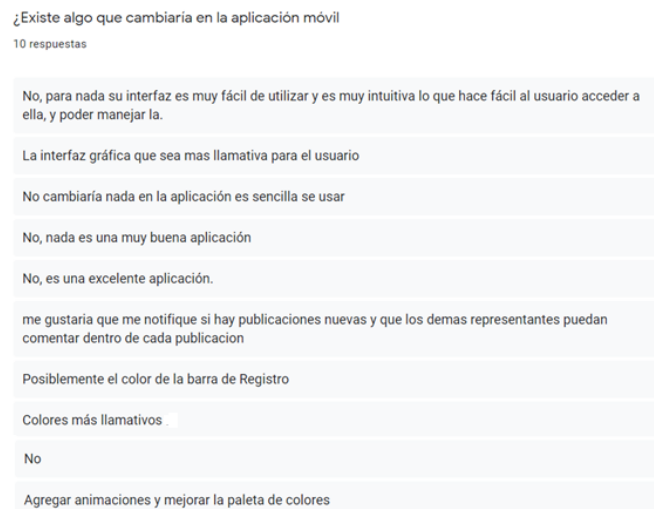 ¿Existe algo que cambiaría en la aplicación móvil
10 respuestas
No, para nada su interfaz es muy fácil de utilizar y es muy intuitiva lo que hace fácil al usuario acceder a
ella, y poder manejar la.
La interfaz gráfica que sea mas llamativa para el usuario
No cambiaría nada en la aplicación es sencilla se usar
No, nada es una muy buena aplicación
No, es una excelente aplicación.
me gustaria que me notifique si hay publicaciones nuevas y que los demas representantes puedan
comentar dentro de cada publicacion
Posiblemente el color de la barra de Registro
Colores más llamativos
No
Agregar animaciones y mejorar la paleta de colores